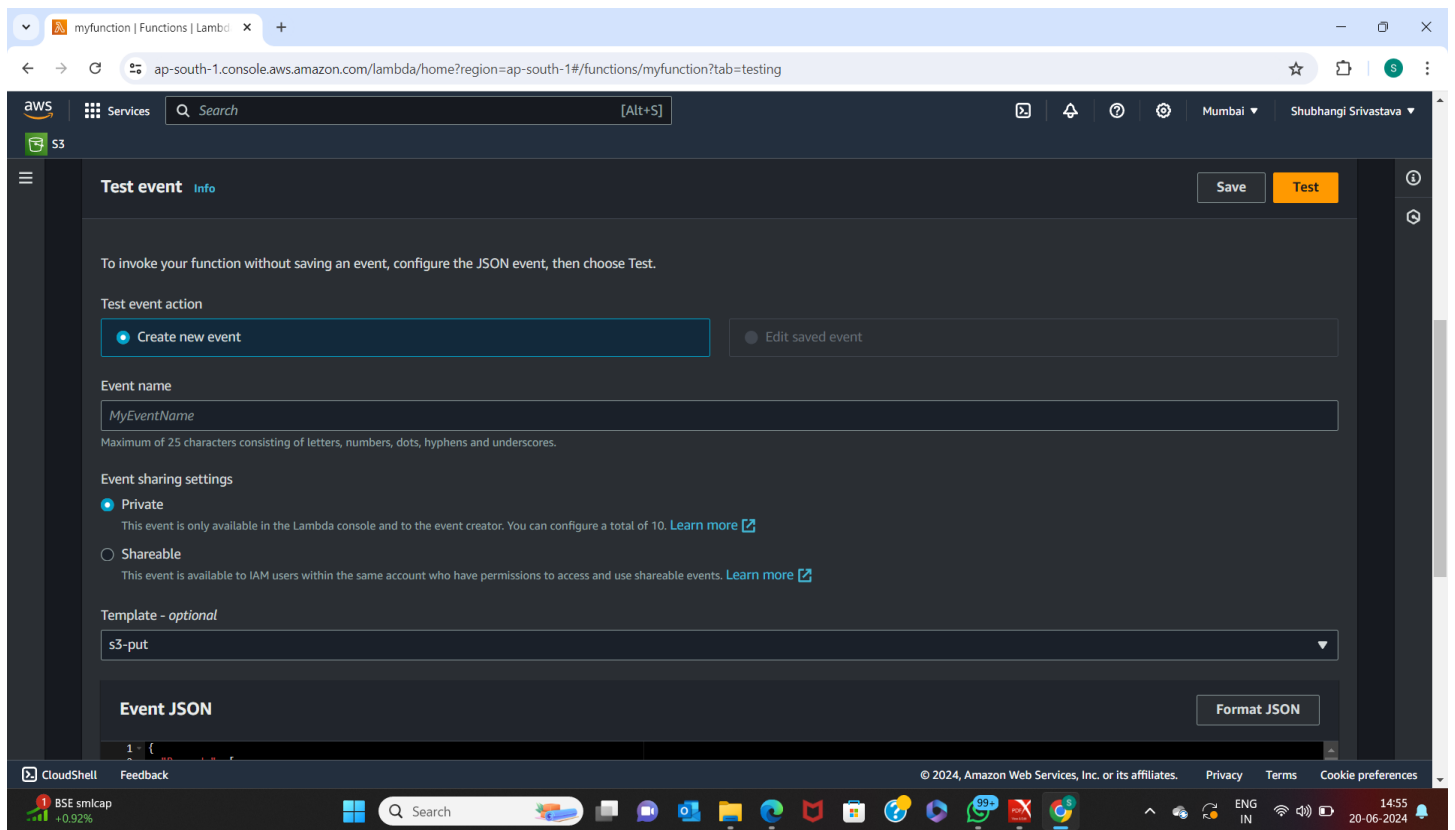 myfunction | Functions | Lambd
ap-south-1.console.aws.amazon.com/lambda/home?region=ap-south-1#/functions/myfunction?tab=testing
S
aws
Services
Search
[Alt+S]
Mumbai
Shubhangi Srivastava
S3
Test event Info
Save
Test
To invoke your function without saving an event, configure the JSON event, then choose Test.
Test event action
Create new event
Edit saved event
Event name
MyEventName
Maximum of 25 characters consisting of letters, numbers, dots, hyphens and underscores.
Event sharing settings
Private
This event is only available in the Lambda console and to the event creator. You can configure a total of 10. Learn more
Shareable
This event is available to IAM users within the same account who have permissions to access and use shareable events. Learn more
Template - optional
s3-put
Event JSON
Format JSON
1 {
CloudShell
Feedback
© 2024, Amazon Web Services, Inc. or its affiliates.
Privacy
Terms
Cookie preferences
1
BSE smlcap
+0.92%
Search
99+
S
ENG
IN
14:55
20-06-2024